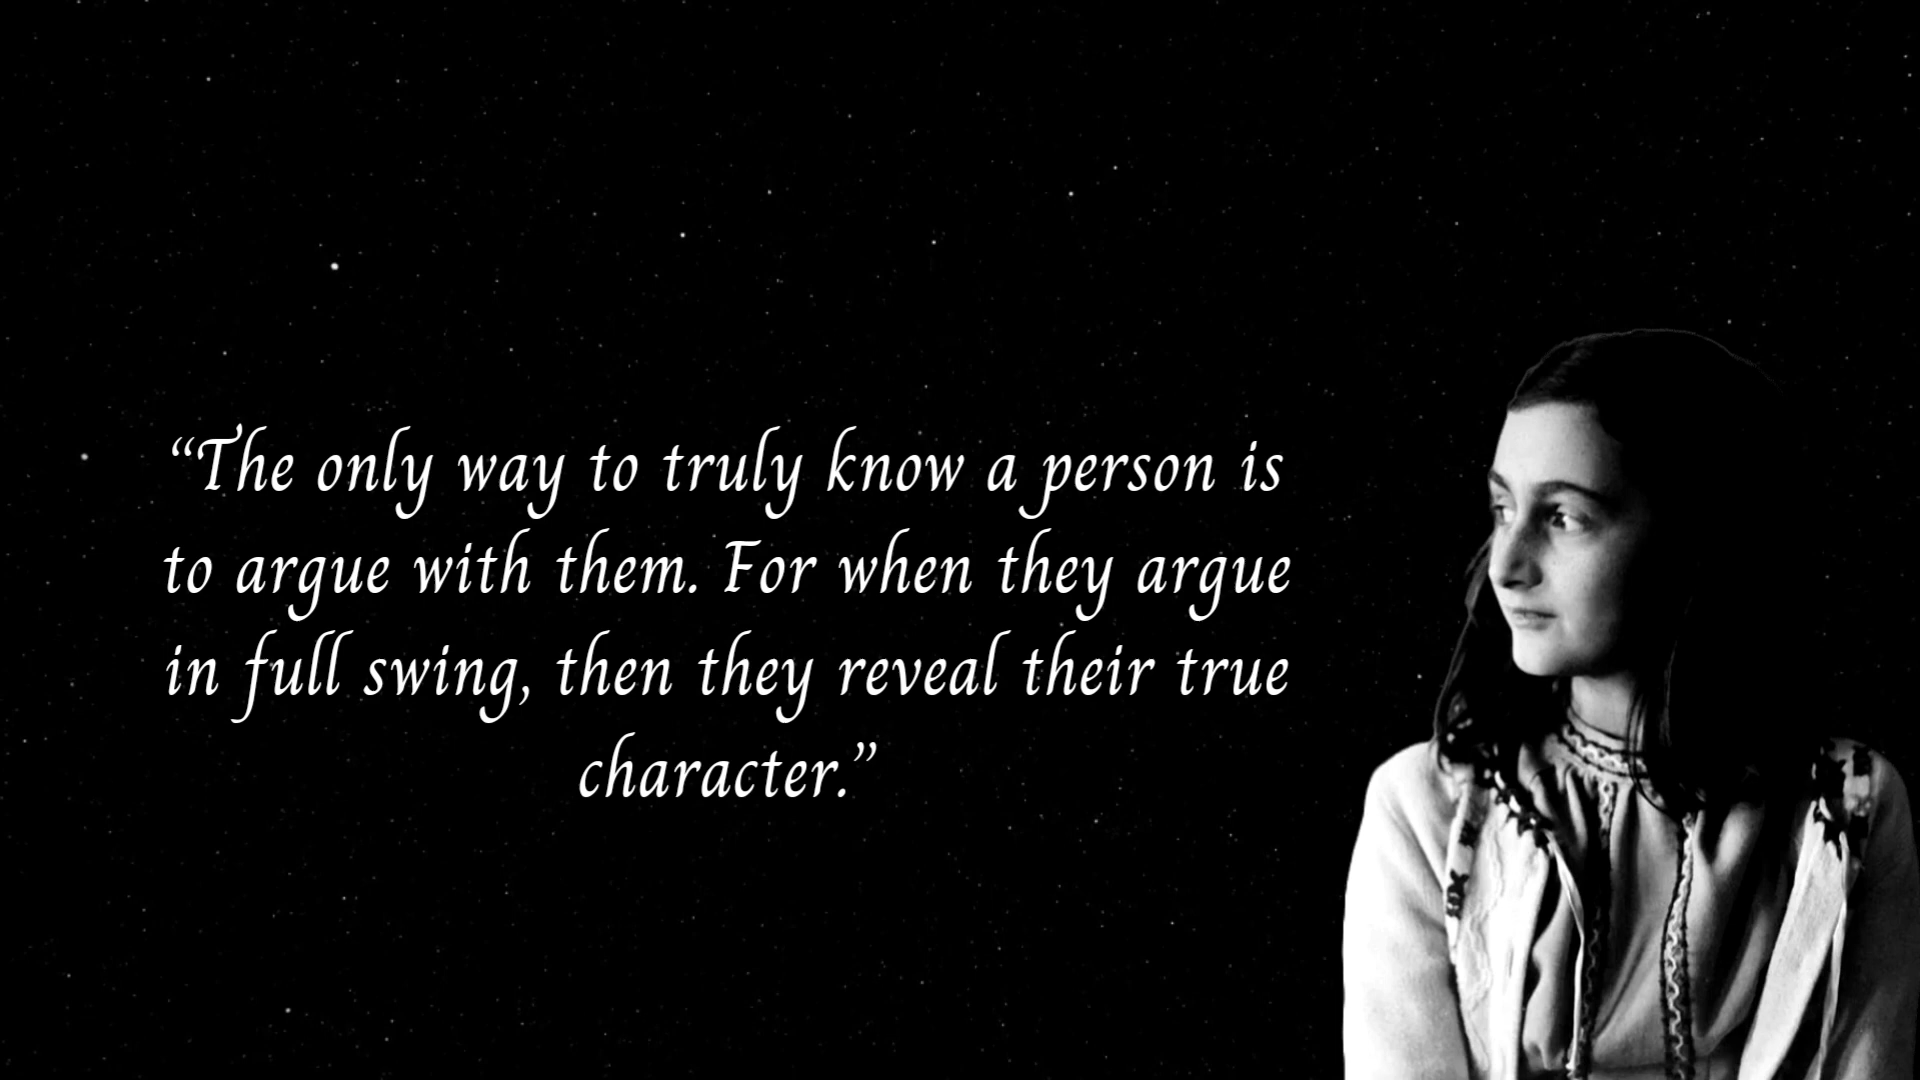 “The only way to truly know a person is
to argue with them. For when they argue
in full swing, then they reveal their true
character.”